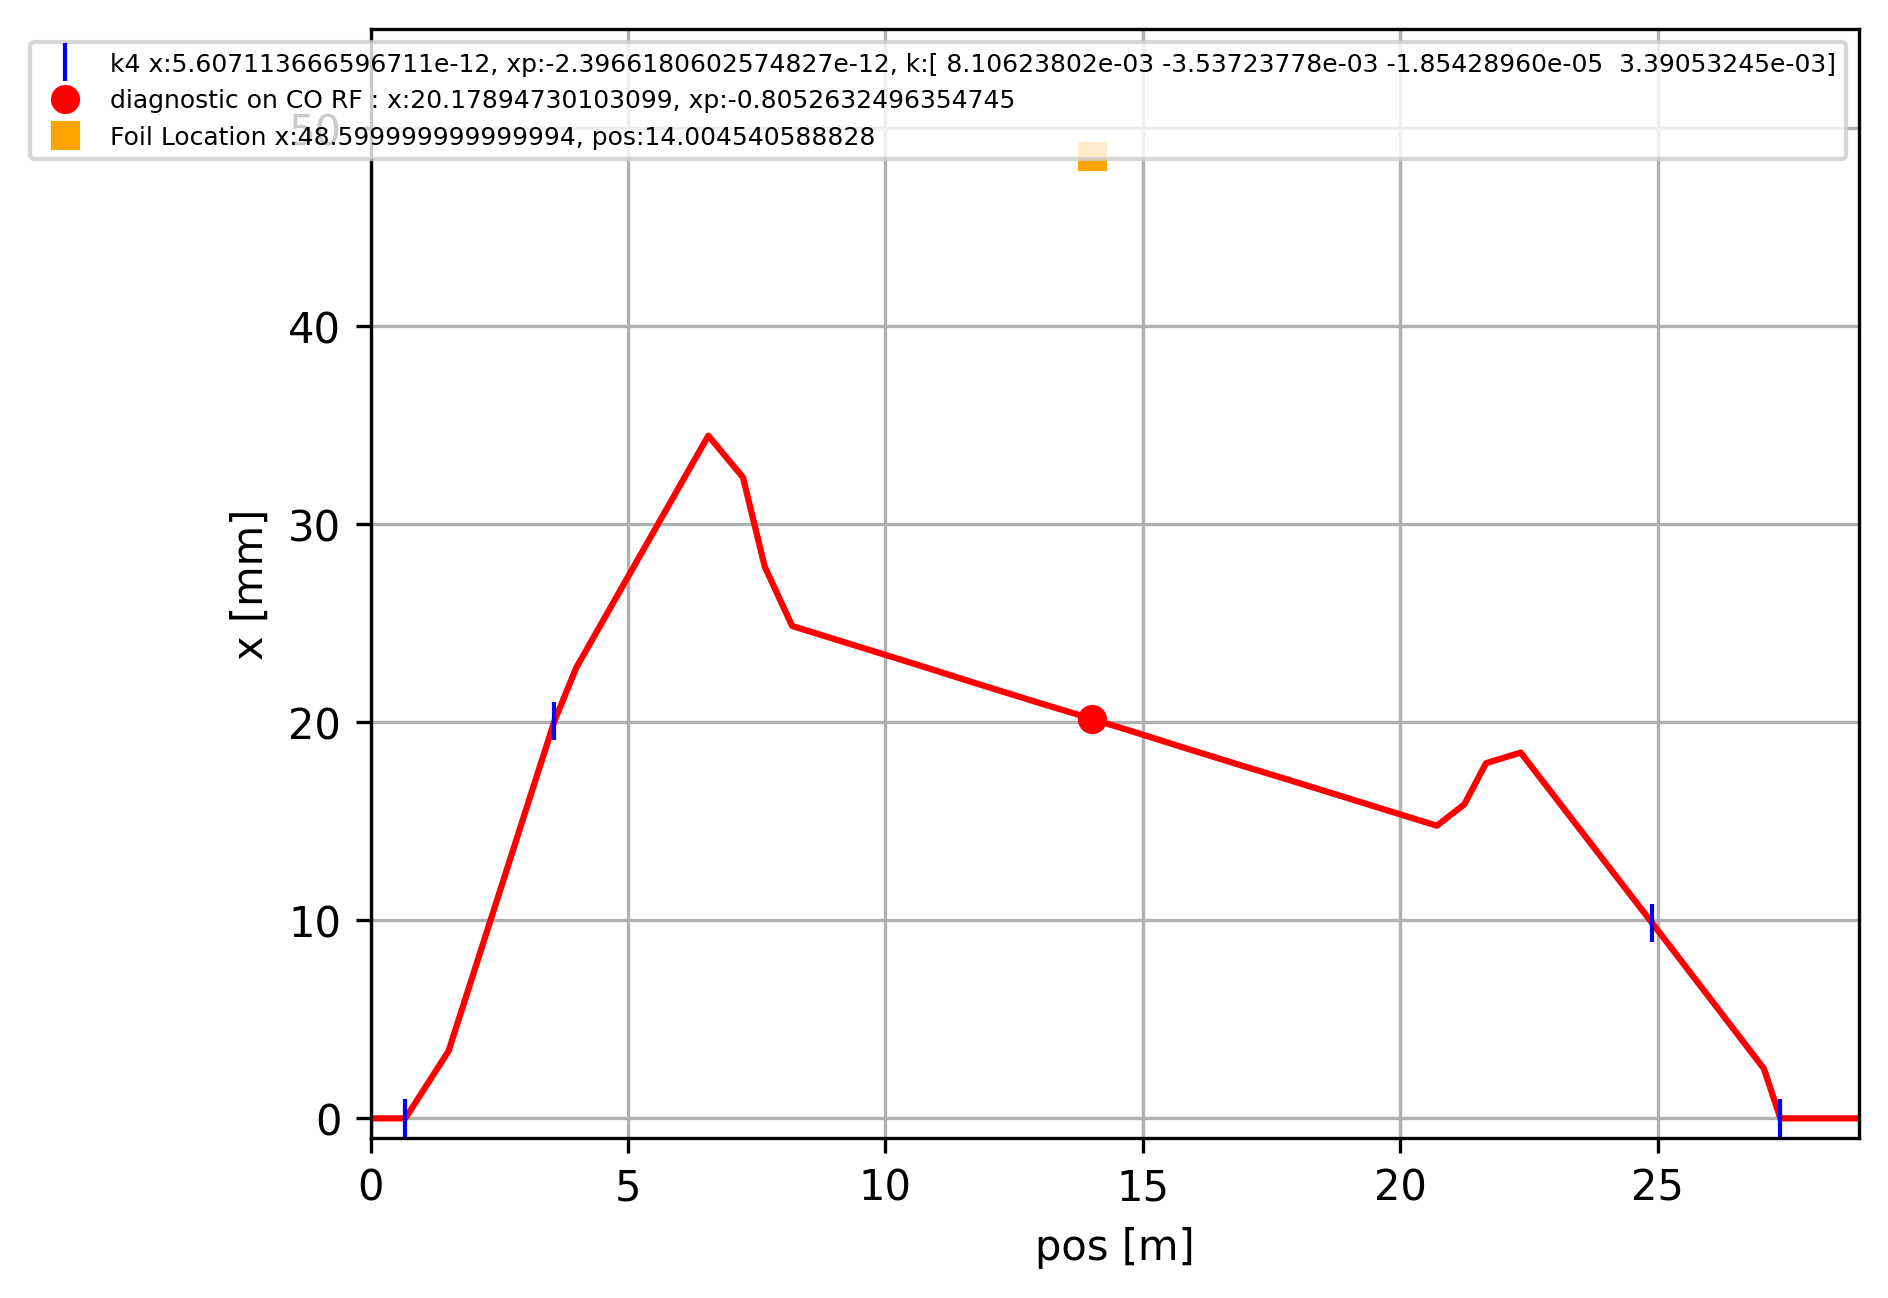 k4 x:5.607113666596711e-12, xp:-2.3966180602574827e-12, k:[ 8.10623802e-03 -3.53723778e-03 -1.85428960e-05  3.39053245e-03]
diagnostic on CO RF : x:20.17894730103099, xp:-0.8052632496354745
Foil Location x:48.599999999999994, pos:14.004540588828
50
40
30
20
10
0
x [mm]
0 5 10 15 20 25
pos [m]